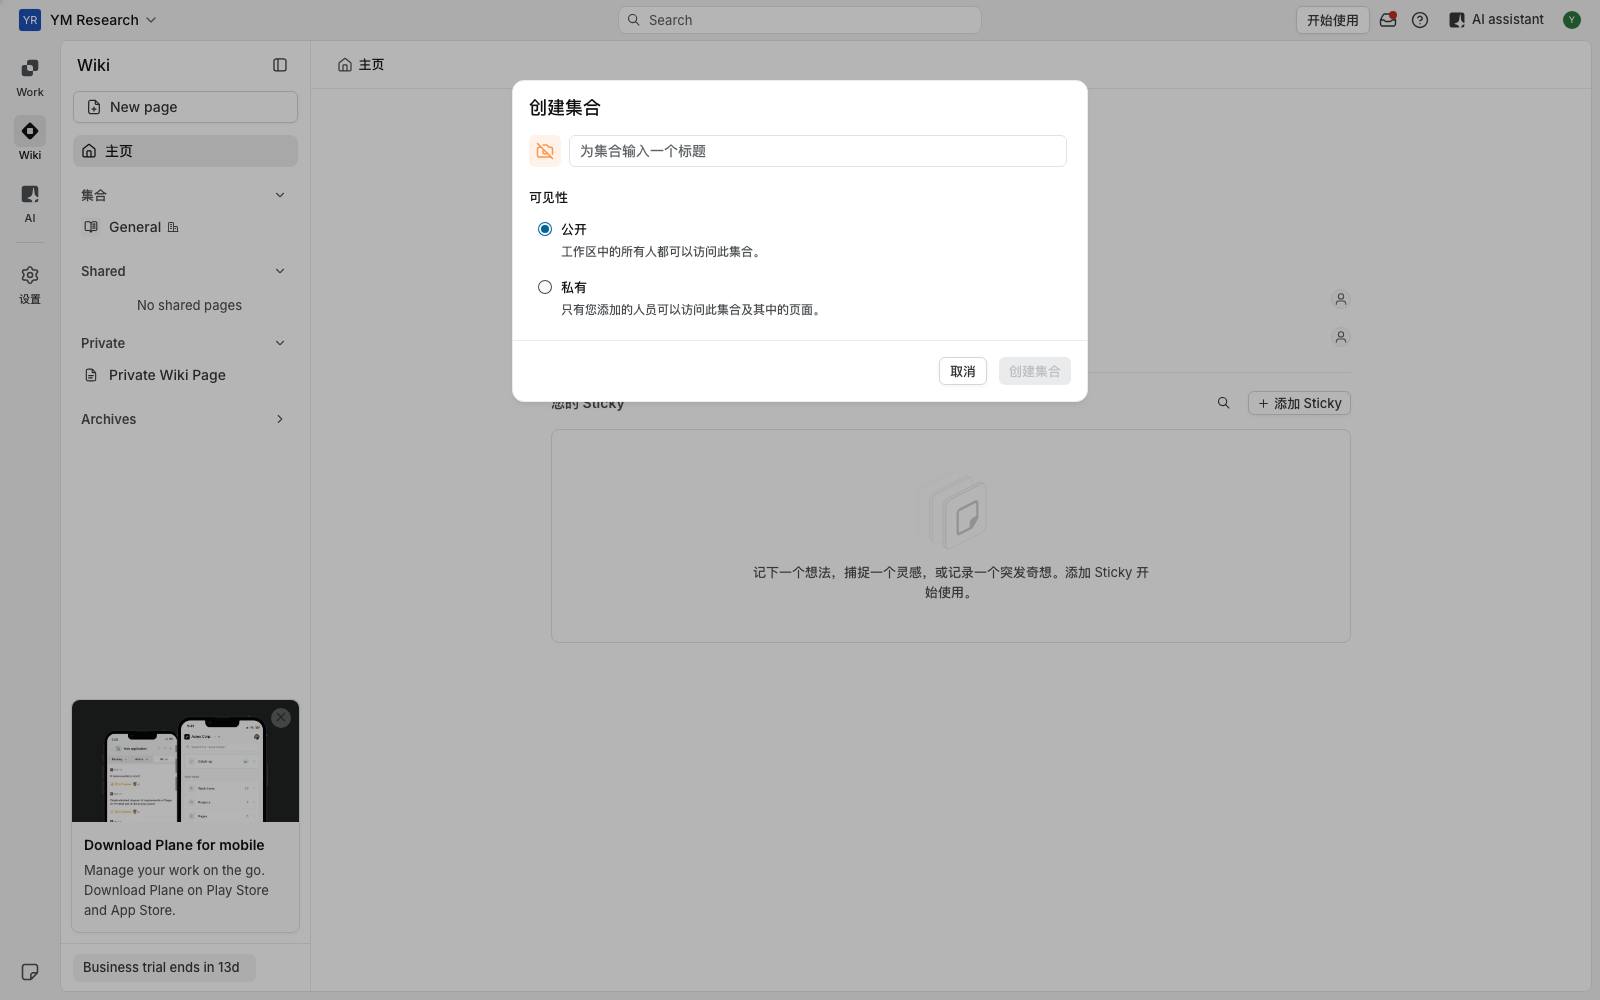 YR YM Research
Search
开始使用
AI assistant
Y
Work
Wiki
AI
设置
Wiki
New page
主页
集合
General
Shared
No shared pages
Private
Private Wiki Page
Archives
Download Plane for mobile
Manage your work on the go.
Download Plane on Play Store
and App Store.
Business trial ends in 13d
主页
创建集合
为集合输入一个标题
可见性
公开
工作区中的所有人都可以访问此集合。
私有
只有您添加的人员可以访问此集合及其中的页面。
取消
创建集合
您的 Sticky
添加 Sticky
记下一个想法，捕捉一个灵感，或记录一个突发奇想。添加 Sticky 开
始使用。